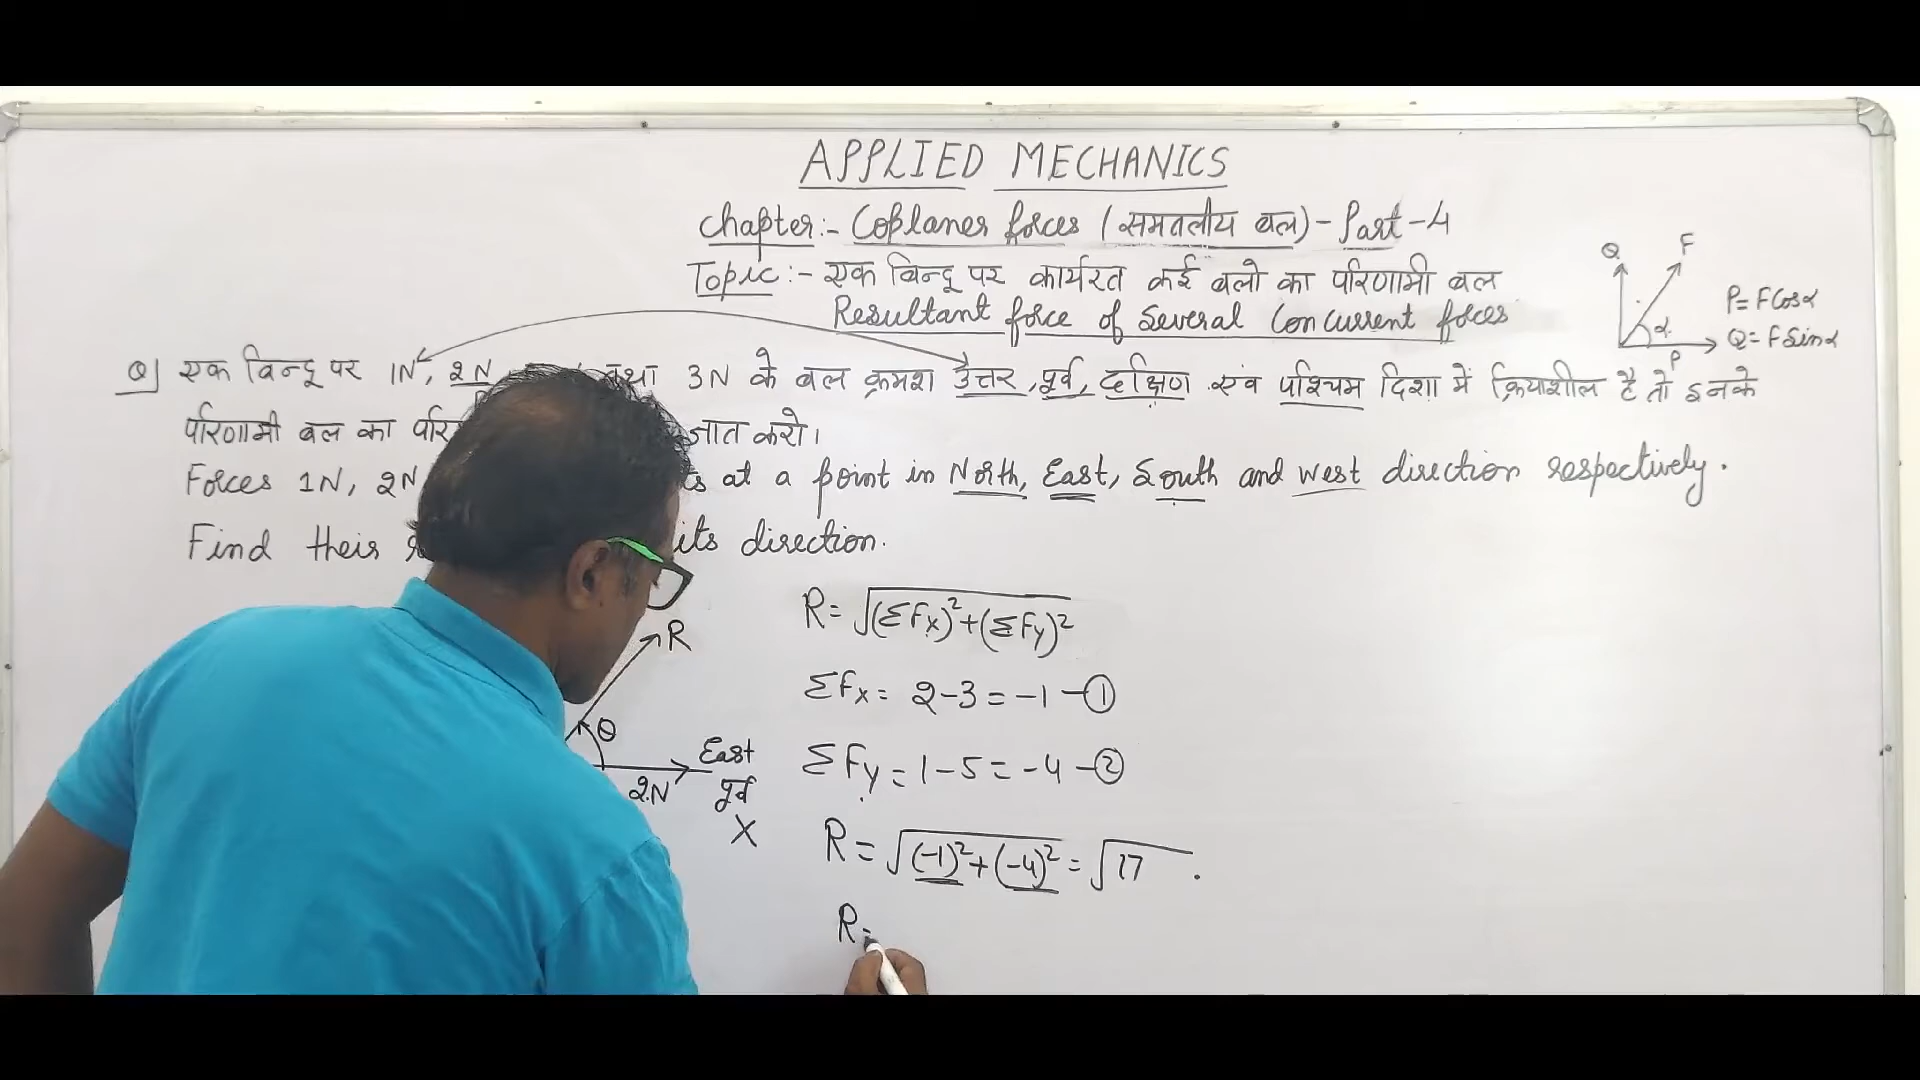 APPLIED MECHANICS
Chapter:- Coplaner forces (समतलीय बल) - Part-4
Topic:- एक बिन्दू पर कार्यरत कई बलो का परिणामी बल
Resultant force of Several Concurrent forces
Q F
α
P
P= FCosα
Q= FSinα
Q] एक बिन्दू पर 1N, 2N तथा 3N के बल क्रमश उत्तर, पूर्व, दक्षिण एवं पश्चिम दिशा में क्रियाशील है तो इनके
परिणामी बल का ज्ञात करो।
Forces 1N, 2N at a point in North, East, South and West direction respectively.
Find their its direction.
R
θ
East
2N पूर्व
X
R= √(ΣFx)²+(ΣFy)²
ΣFx= 2-3=-1 -①
ΣFy=1-5=-4 -②
R=√(-1)²+(-4)² = √17 .
R=